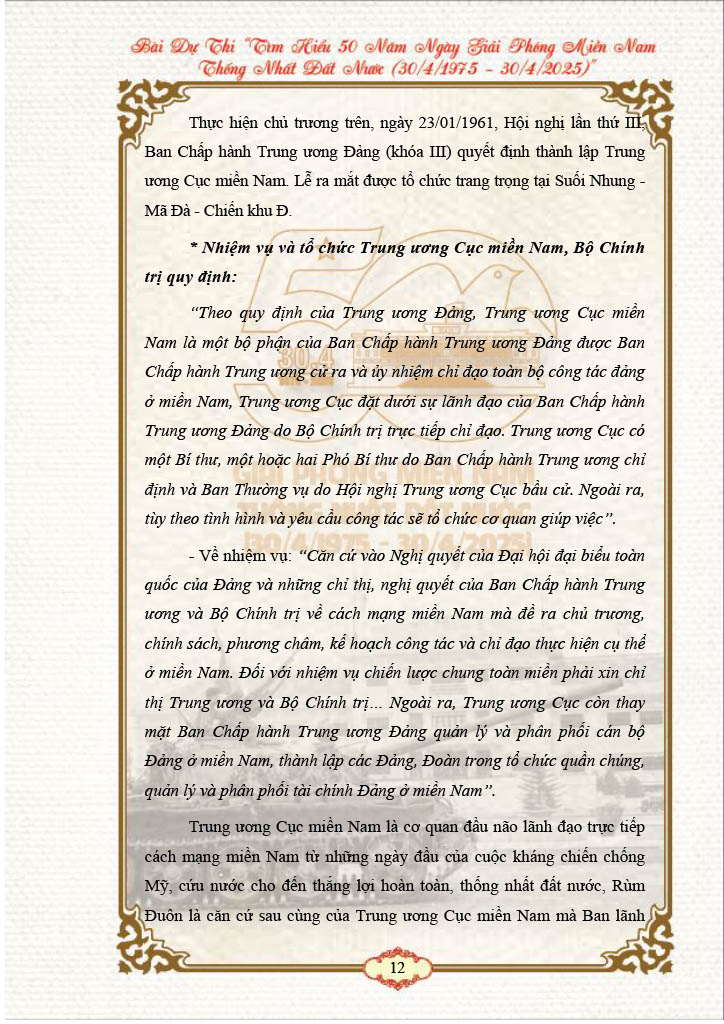 Bài Dự Thi “Tìm Hiểu 50 Năm Ngày Giải Phóng Miền Nam
Thống Nhất Đất Nước (30/4/1975 – 30/4/2025)”
Thực hiện chủ trương trên, ngày 23/01/1961, Hội nghị lần thứ III,
Ban Chấp hành Trung ương Đảng (khóa III) quyết định thành lập Trung
ương Cục miền Nam. Lễ ra mắt được tổ chức trang trọng tại Suối Nhung -
Mã Đà - Chiến khu Đ.
* Nhiệm vụ và tổ chức Trung ương Cục miền Nam, Bộ Chính
trị quy định:
“Theo quy định của Trung ương Đảng, Trung ương Cục miền
Nam là một bộ phận của Ban Chấp hành Trung ương Đảng được Ban
Chấp hành Trung ương cử ra và ủy nhiệm chỉ đạo toàn bộ công tác đảng
ở miền Nam, Trung ương Cục đặt dưới sự lãnh đạo của Ban Chấp hành
Trung ương Đảng do Bộ Chính trị trực tiếp chỉ đạo. Trung ương Cục có
một Bí thư, một hoặc hai Phó Bí thư do Ban Chấp hành Trung ương chỉ
định và Ban Thường vụ do Hội nghị Trung ương Cục bầu cử. Ngoài ra,
tùy theo tình hình và yêu cầu công tác sẽ tổ chức cơ quan giúp việc”.
- Về nhiệm vụ: “Căn cứ vào Nghị quyết của Đại hội đại biểu toàn
quốc của Đảng và những chỉ thị, nghị quyết của Ban Chấp hành Trung
ương và Bộ Chính trị về cách mạng miền Nam mà đề ra chủ trương,
chính sách, phương châm, kế hoạch công tác và chỉ đạo thực hiện cụ thể
ở miền Nam. Đối với nhiệm vụ chiến lược chung toàn miền phải xin chỉ
thị Trung ương và Bộ Chính trị… Ngoài ra, Trung ương Cục còn thay
mặt Ban Chấp hành Trung ương Đảng quản lý và phân phối cán bộ
Đảng ở miền Nam, thành lập các Đảng, Đoàn trong tổ chức quần chúng,
quản lý và phân phối tài chính Đảng ở miền Nam”.
Trung ương Cục miền Nam là cơ quan đầu não lãnh đạo trực tiếp
cách mạng miền Nam từ những ngày đầu của cuộc kháng chiến chống
Mỹ, cứu nước cho đến thắng lợi hoàn toàn, thống nhất đất nước, Rùm
Đuôn là căn cứ sau cùng của Trung ương Cục miền Nam mà Ban lãnh
30.4
GIẢI PHÓNG MIỀN NAM
THỐNG NHẤT ĐẤT NƯỚC
(30/4/1975 - 30/4/2025)
12